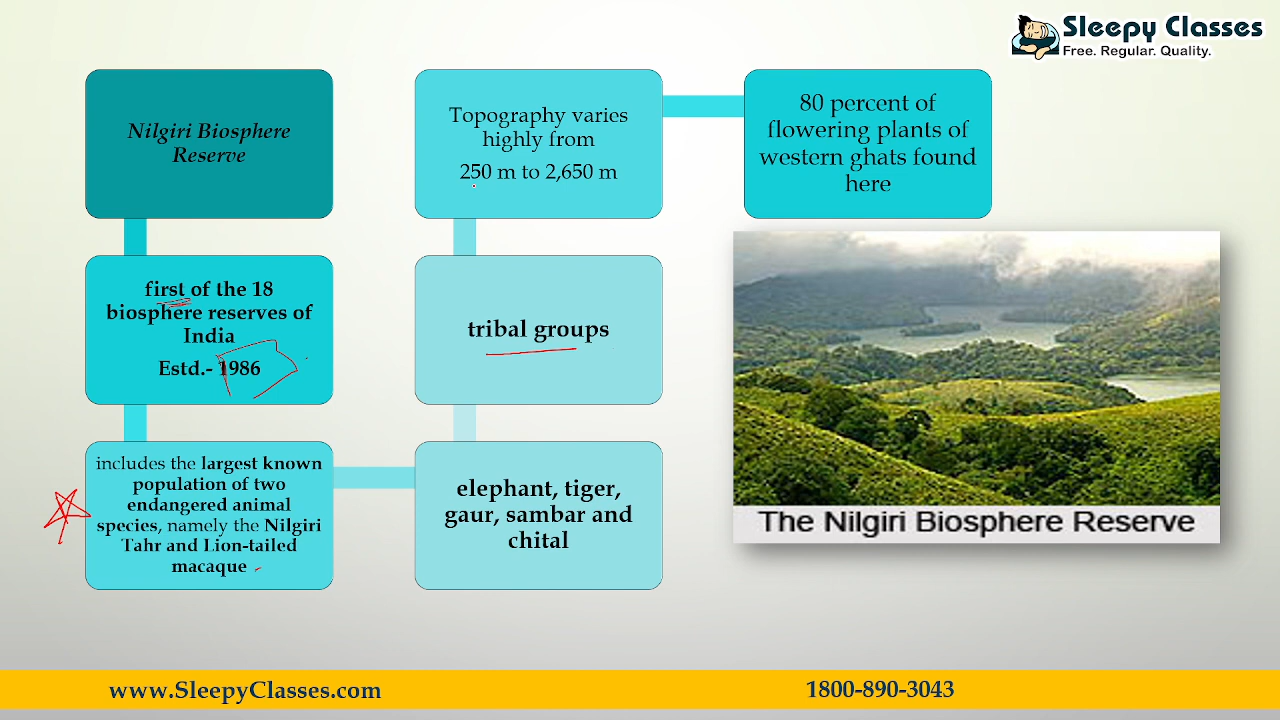 Sleepy Classes
Free. Regular. Quality.
Nilgiri Biosphere
Reserve
first of the 18
biosphere reserves of
India
Estd.- 1986
includes the largest known
population of two
endangered animal
species, namely the Nilgiri
Tahr and Lion-tailed
macaque
elephant, tiger,
gaur, sambar and
chital
tribal groups
Topography varies
highly from
250 m to 2,650 m
80 percent of
flowering plants of
western ghats found
here
The Nilgiri Biosphere Reserve
www.SleepyClasses.com
1800-890-3043